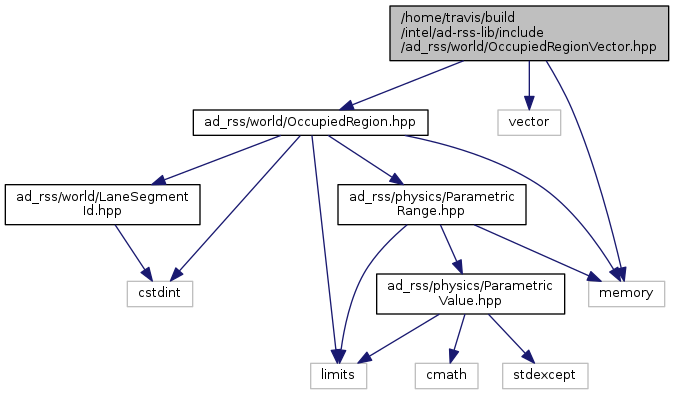 /home/travis/build
/intel/ad-rss-lib/include
/ad_rss/world/OccupiedRegionVector.hpp
ad_rss/world/OccupiedRegion.hpp
vector
ad_rss/world/LaneSegment
Id.hpp
ad_rss/physics/Parametric
Range.hpp
cstdint
ad_rss/physics/Parametric
Value.hpp
memory
limits
cmath
stdexcept